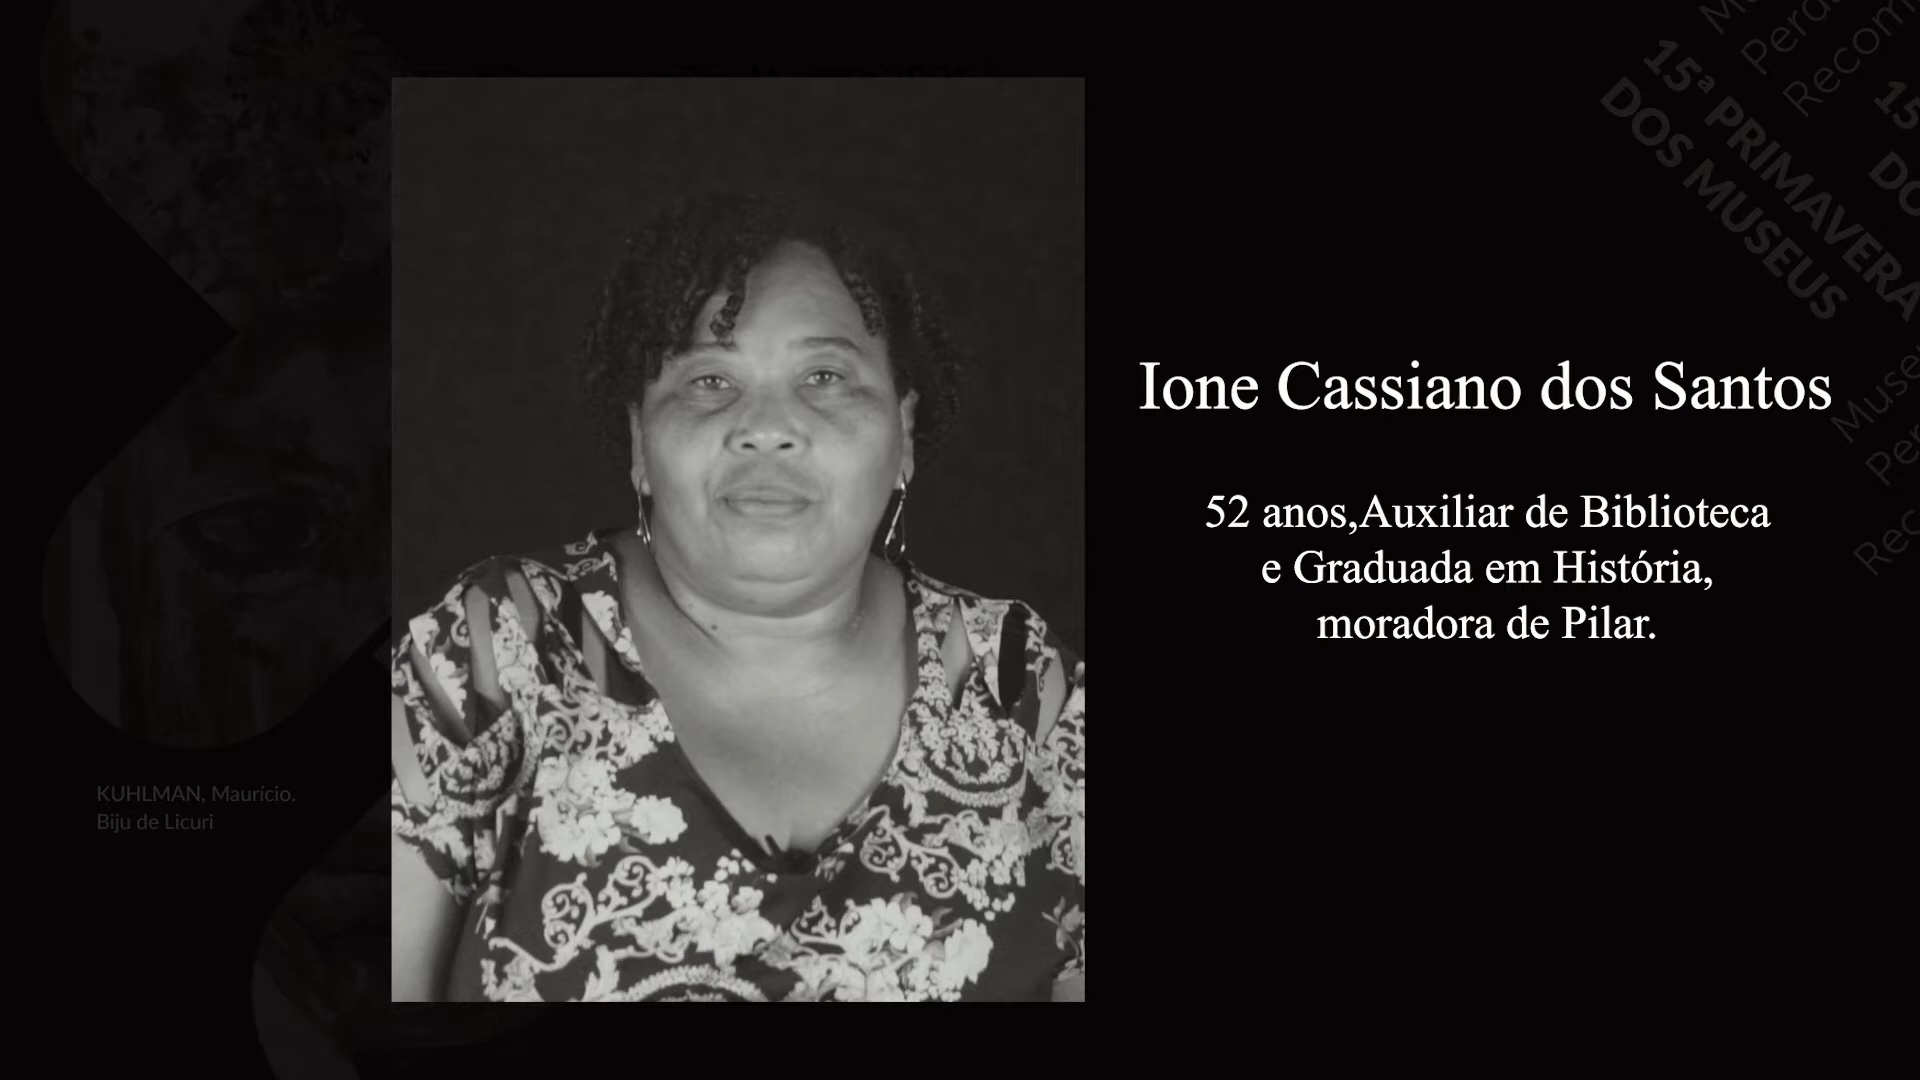 Ione Cassiano dos Santos
52 anos,Auxiliar de Biblioteca
e Graduada em História,
moradora de Pilar.
KUHLMAN, Maurício.
Biju de Licuri
15ª PRIMAVERA
DOS MUSEUS